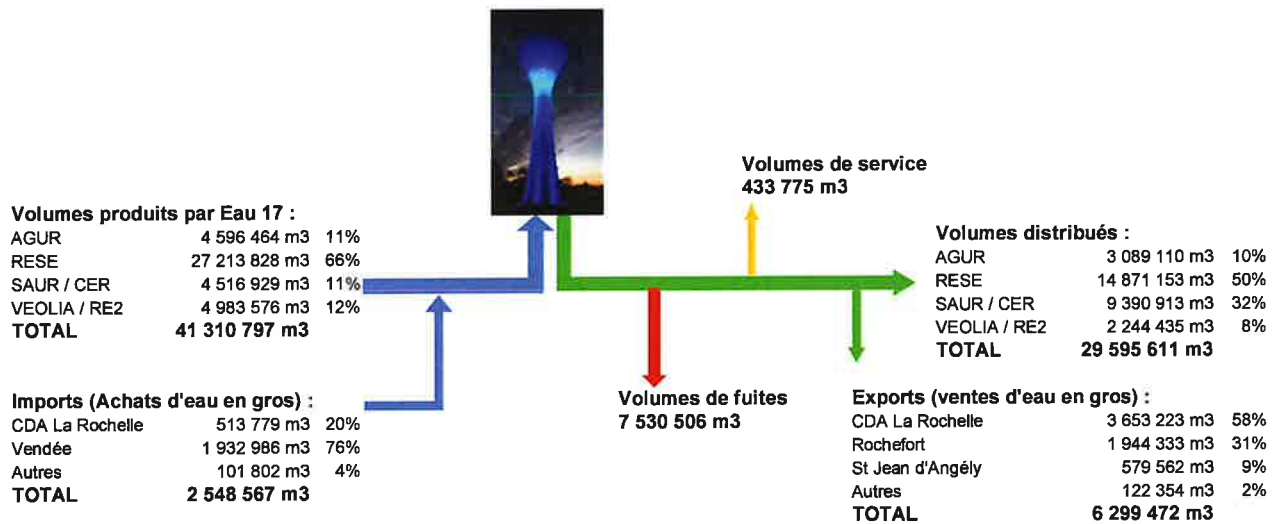 Volumes de service
433 775 m3
Volumes produits par Eau 17 :
AGUR 4 596 464 m3 11%
RESE 27 213 828 m3 66%
SAUR / CER 4 516 929 m3 11%
VEOLIA / RE2 4 983 576 m3 12%
TOTAL 41 310 797 m3
Volumes distribués :
AGUR 3 089 110 m3 10%
RESE 14 871 153 m3 50%
SAUR / CER 9 390 913 m3 32%
VEOLIA / RE2 2 244 435 m3 8%
TOTAL 29 595 611 m3
Imports (Achats d'eau en gros) :
CDA La Rochelle 513 779 m3 20%
Vendée 1 932 986 m3 76%
Autres 101 802 m3 4%
TOTAL 2 548 567 m3
Volumes de fuites
7 530 506 m3
Exports (ventes d'eau en gros) :
CDA La Rochelle 3 653 223 m3 58%
Rochefort 1 944 333 m3 31%
St Jean d'Angély 579 562 m3 9%
Autres 122 354 m3 2%
TOTAL 6 299 472 m3